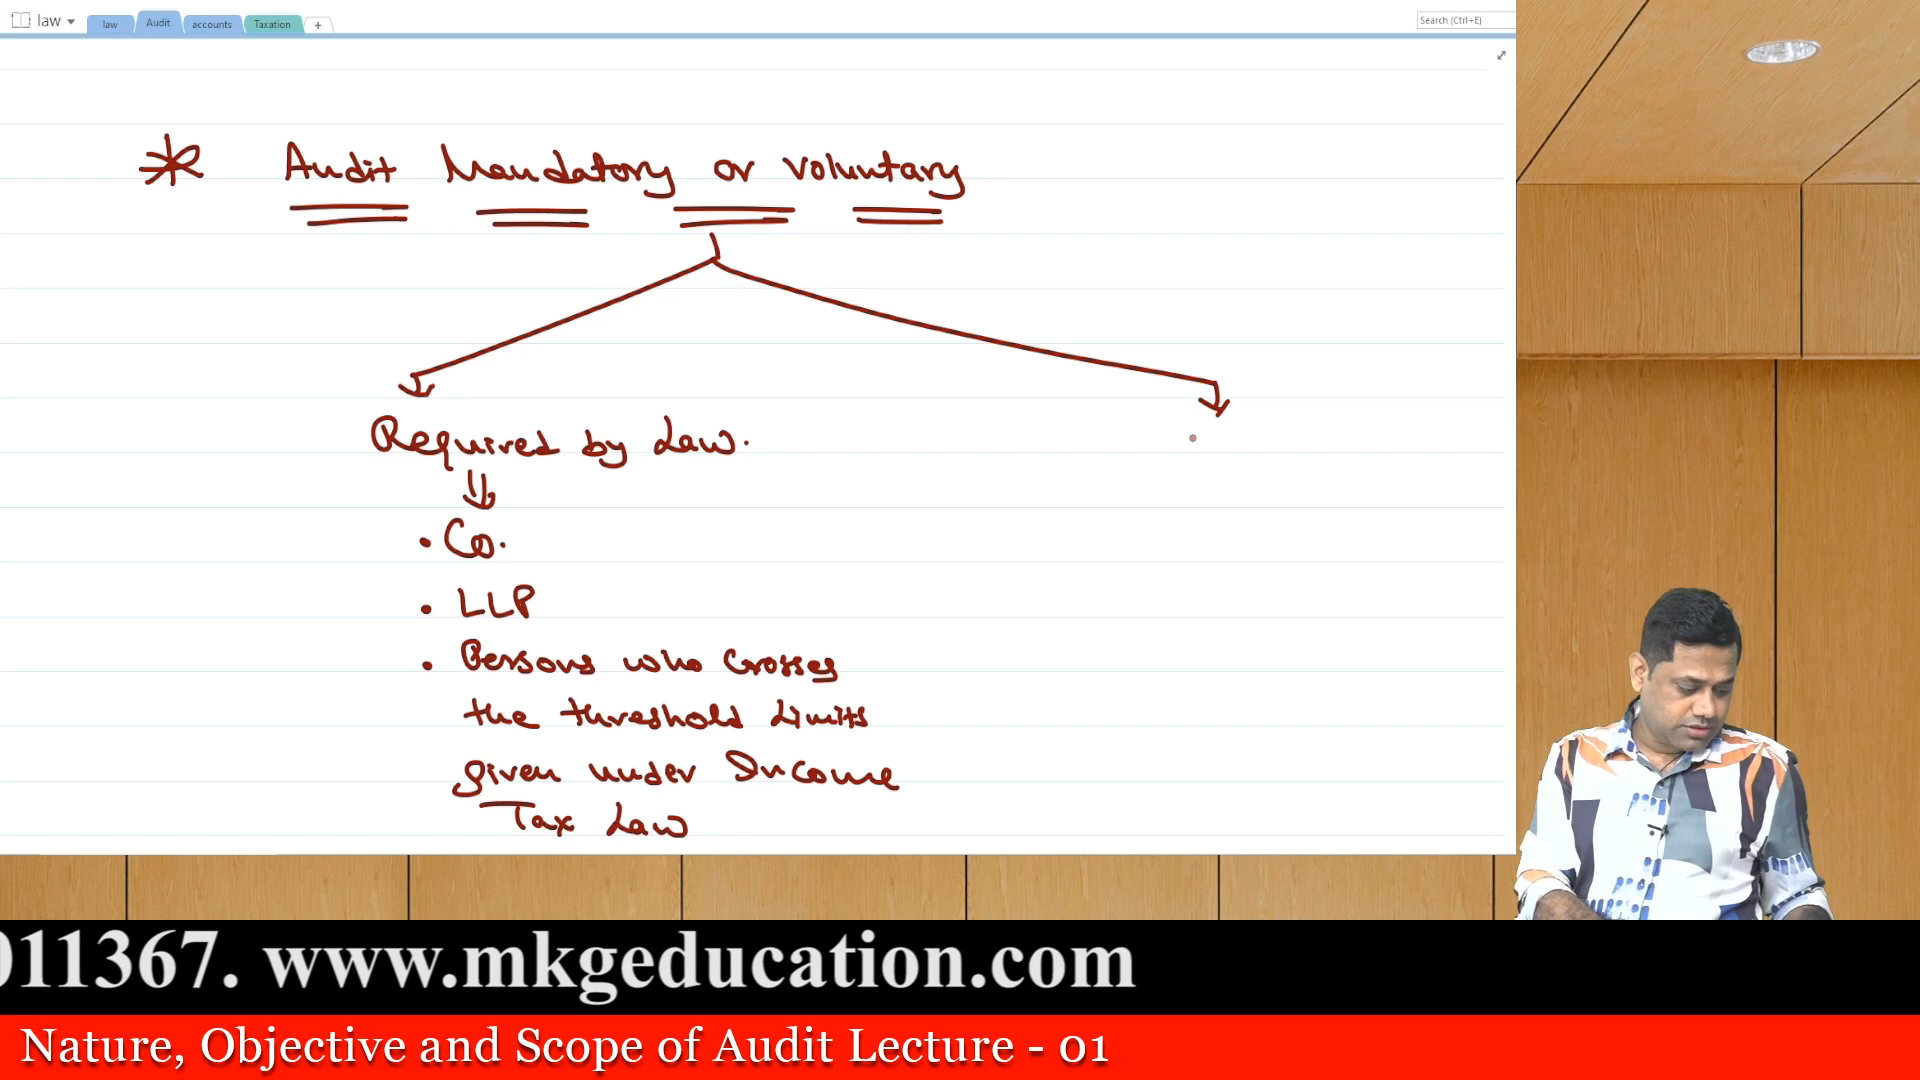 law
law Audit accounts Taxation +
Search (Ctrl+E)
Audit Mandatory or voluntary
Required by Law.
• Co.
• LLP
• Persons who Crosses
the threshold Limits
given under Income
Tax Law
011367. www.mkgeducation.com
Nature, Objective and Scope of Audit Lecture - 01